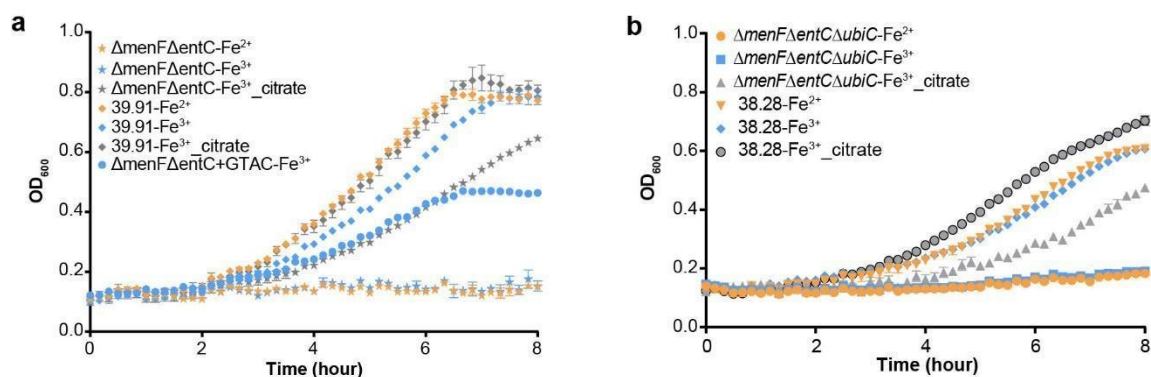 a
1.0
0.8
0.6
0.4
0.2
0.0
OD₆₀₀
ΔmenFΔentC-Fe²⁺
ΔmenFΔentC-Fe³⁺
ΔmenFΔentC-Fe³⁺_citrate
39.91-Fe²⁺
39.91-Fe³⁺
39.91-Fe³⁺_citrate
ΔmenFΔentC+GTAC-Fe³⁺
0 2 4 6 8
Time (hour)
b
1.0
0.8
0.6
0.4
0.2
0.0
OD₆₀₀
ΔmenFΔentCΔubiC-Fe²⁺
ΔmenFΔentCΔubiC-Fe³⁺
ΔmenFΔentCΔubiC-Fe³⁺_citrate
38.28-Fe²⁺
38.28-Fe³⁺
38.28-Fe³⁺_citrate
0 2 4 6 8
Time (hour)